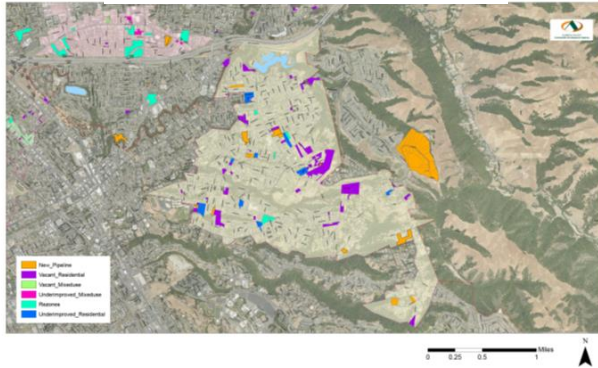 New_Pipeline
Vacant_Residential
Vacant_Mixeduse
Underimproved_Mixeduse
Rezones
Underimproved_Residential
Miles
0 0.25 0.5 1
N